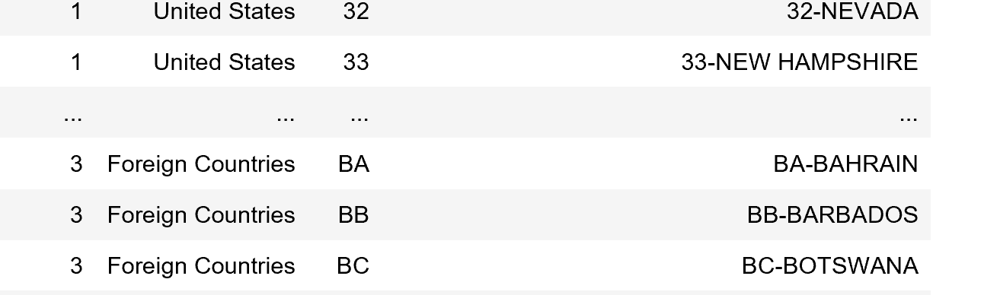 1 United States 32 32-NEVADA
1 United States 33 33-NEW HAMPSHIRE
... ... ... ...
3 Foreign Countries BA BA-BAHRAIN
3 Foreign Countries BB BB-BARBADOS
3 Foreign Countries BC BC-BOTSWANA